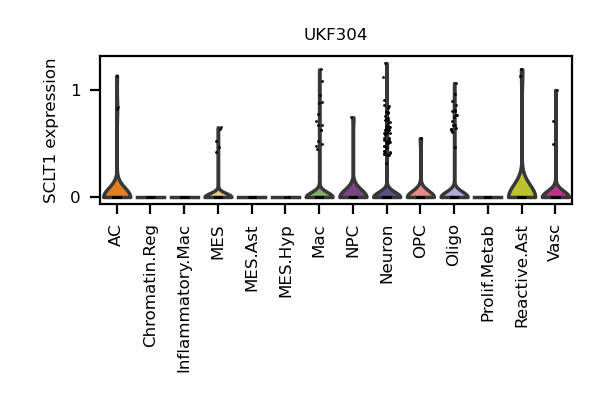 UKF304
SCLT1 expression
1
0
AC
Chromatin.Reg
Inflammatory.Mac
MES
MES.Ast
MES.Hyp
Mac
NPC
Neuron
OPC
Oligo
Prolif.Metab
Reactive.Ast
Vasc